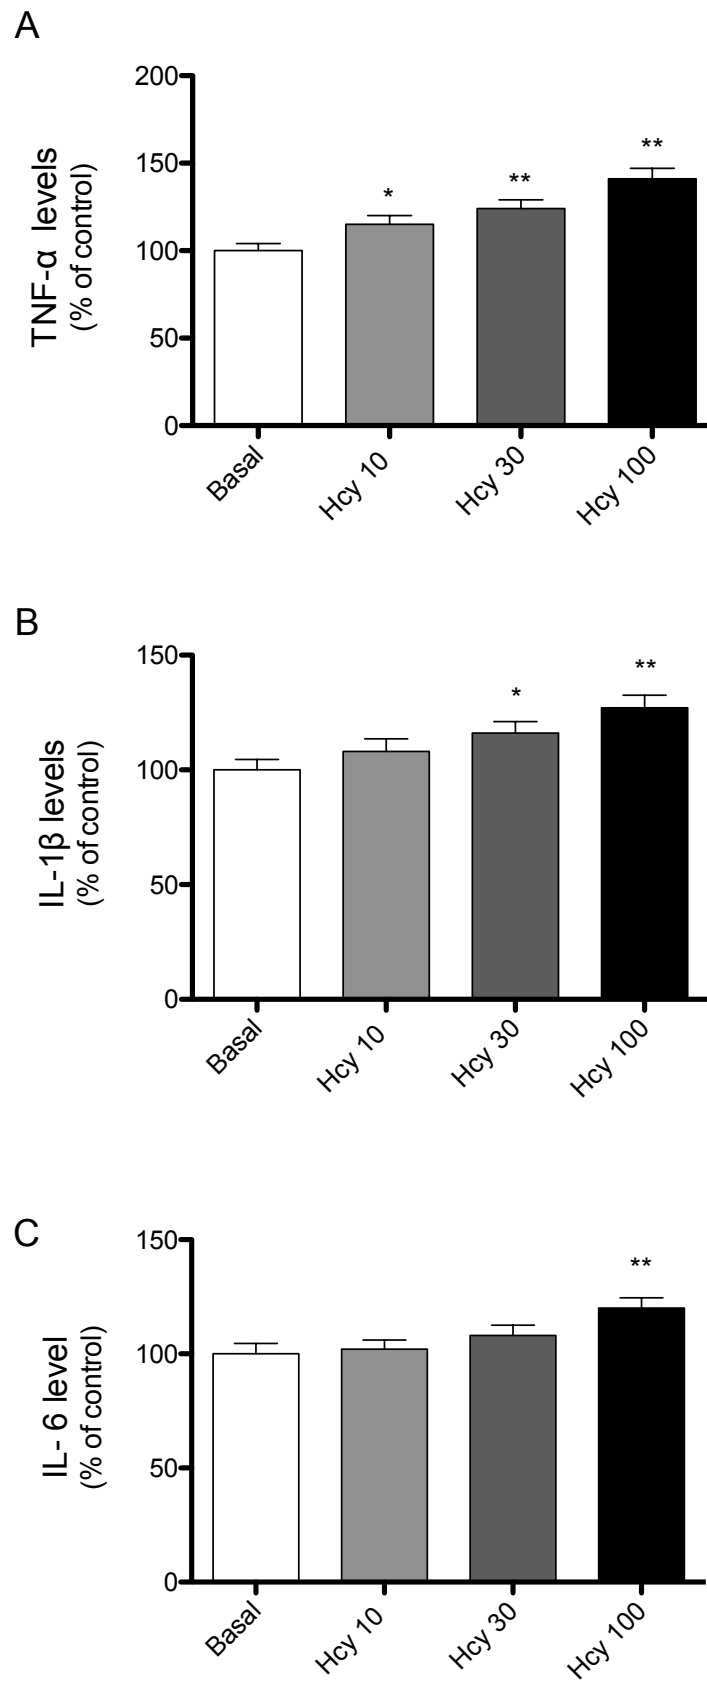 A
TNF-α levels
(% of control)
200
150
100
50
0
*
**
**
Basal
Hcy 10
Hcy 30
Hcy 100
B
IL-1β levels
(% of control)
150
100
50
0
*
**
Basal
Hcy 10
Hcy 30
Hcy 100
C
IL- 6 level
(% of control)
150
100
50
0
**
Basal
Hcy 10
Hcy 30
Hcy 100